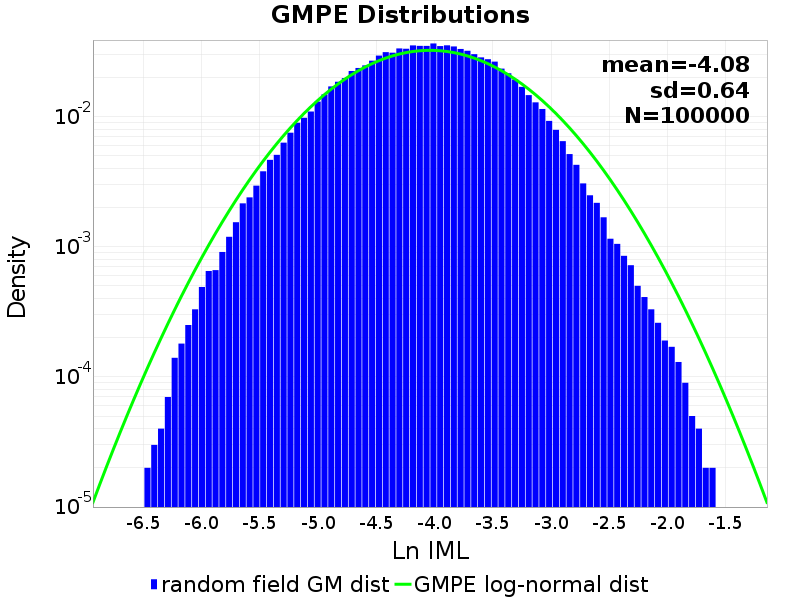 GMPE Distributions
mean=-4.08
sd=0.64
N=100000
Density
10-2
10-3
10-4
10-5
-6.5 -6.0 -5.5 -5.0 -4.5 -4.0 -3.5 -3.0 -2.5 -2.0 -1.5
Ln IML
random field GM dist GMPE log-normal dist